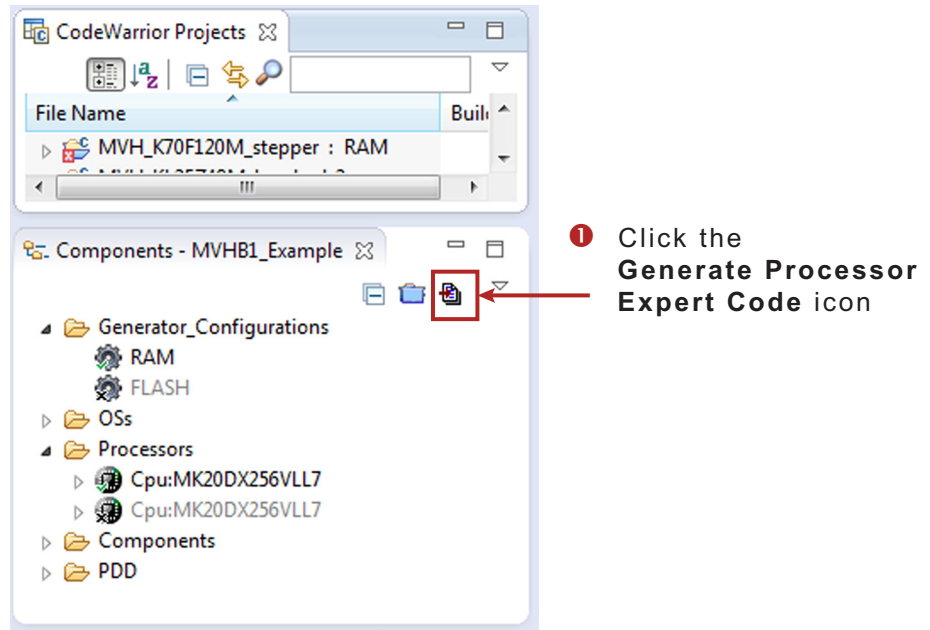 CodeWarrior Projects
File Name Buil
MVH_K70F120M_stepper : RAM
Components - MVHB1_Example
Generator_Configurations
RAM
FLASH
OSs
Processors
Cpu:MK20DX256VLL7
Cpu:MK20DX256VLL7
Components
PDD
1 Click the
Generate Processor
Expert Code icon